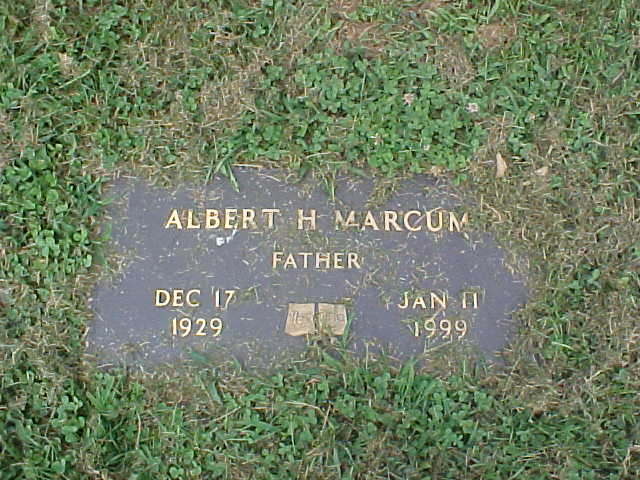 ALBERT H MARCUM
FATHER
DEC 17 JAN 11
1929 1999